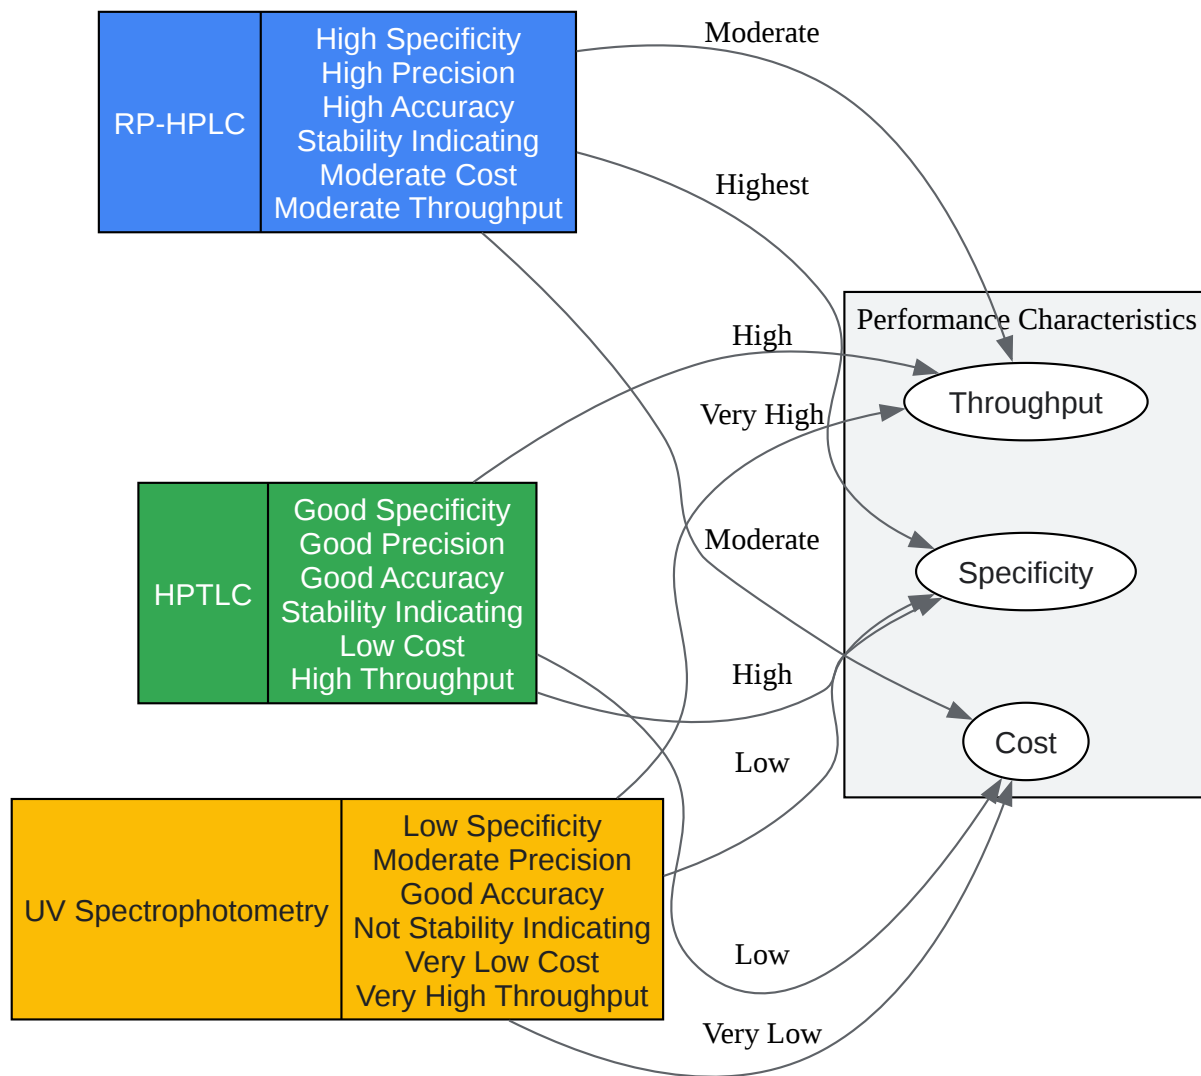 RP-HPLC
High Specificity
High Precision
High Accuracy
Stability Indicating
Moderate Cost
Moderate Throughput
Moderate
Highest
Performance Characteristics
High
Throughput
Very High
HPTLC
Good Specificity
Good Precision
Good Accuracy
Stability Indicating
Low Cost
High Throughput
Moderate
Specificity
High
Cost
Low
UV Spectrophotometry
Low Specificity
Moderate Precision
Good Accuracy
Not Stability Indicating
Very Low Cost
Very High Throughput
Low
Very Low